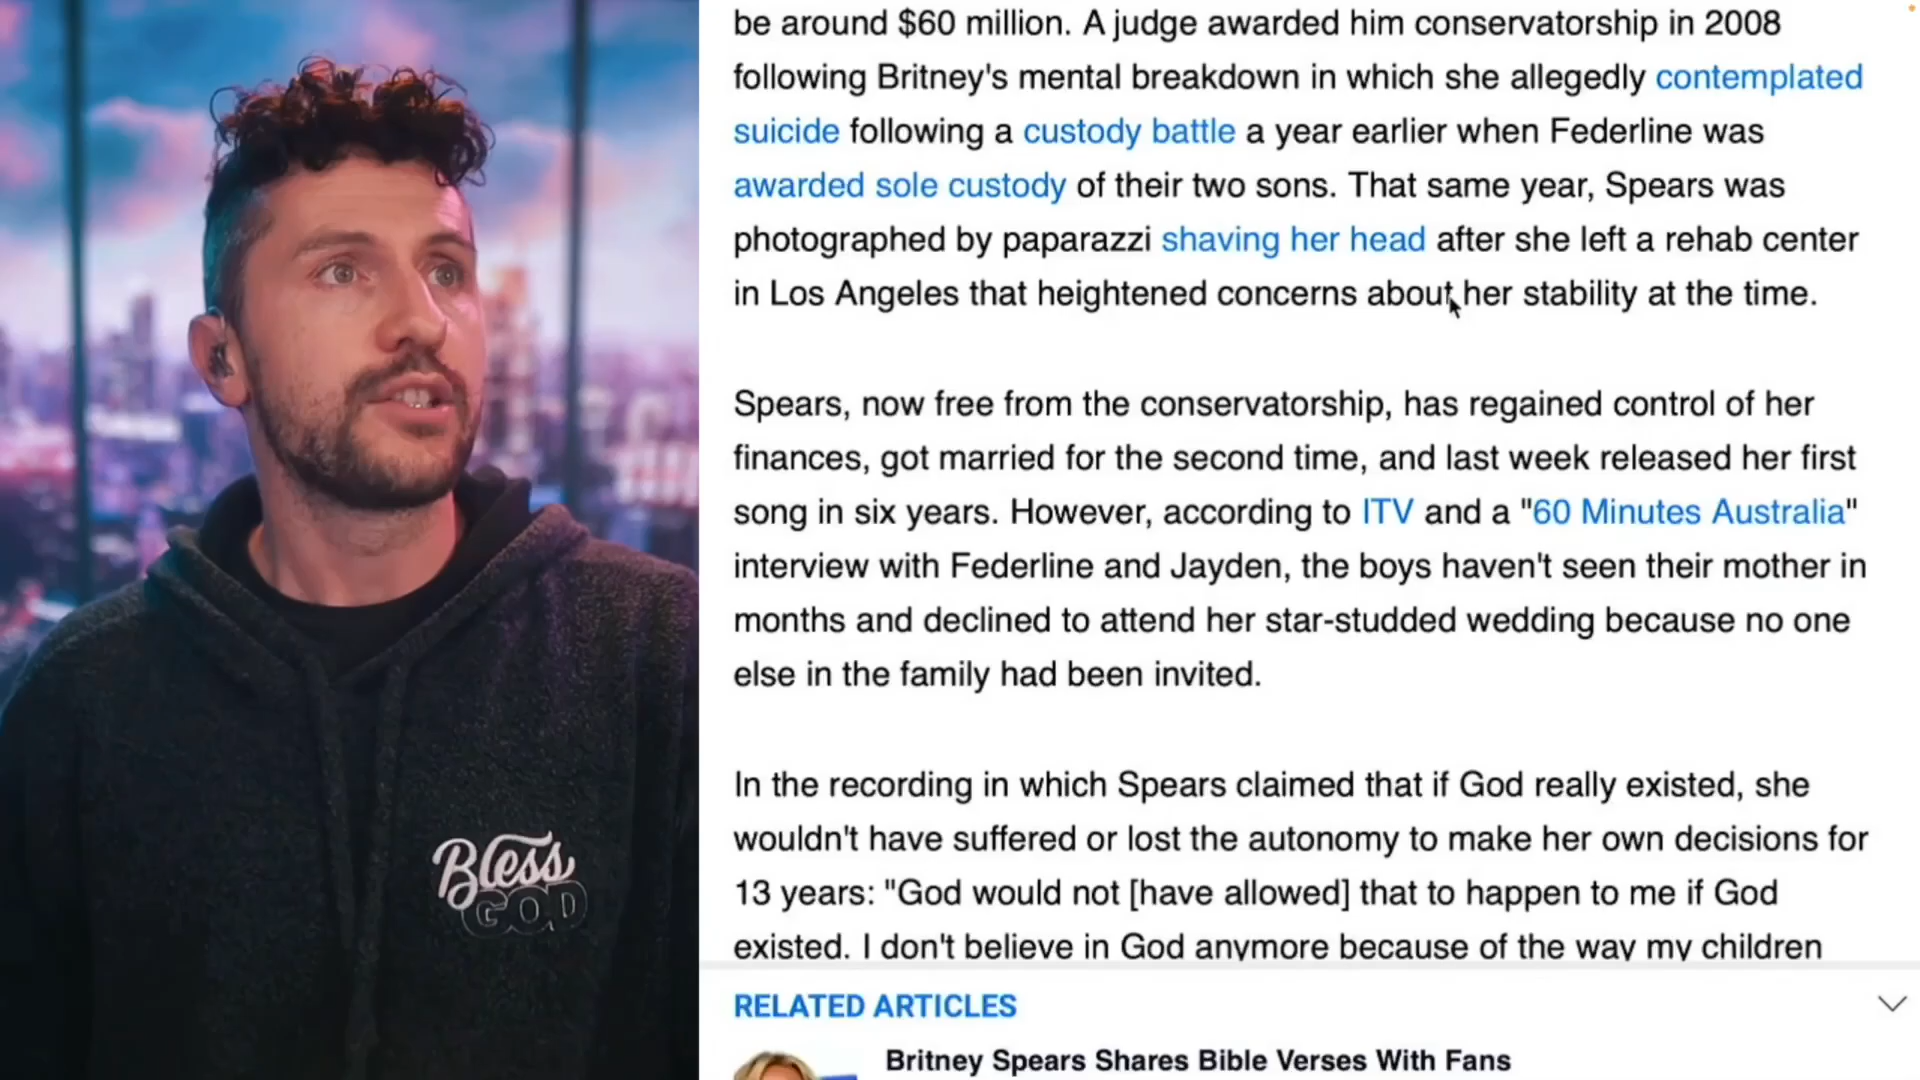 be around $60 million. A judge awarded him conservatorship in 2008
following Britney's mental breakdown in which she allegedly contemplated
suicide following a custody battle a year earlier when Federline was
awarded sole custody of their two sons. That same year, Spears was
photographed by paparazzi shaving her head after she left a rehab center
in Los Angeles that heightened concerns about her stability at the time.
Spears, now free from the conservatorship, has regained control of her
finances, got married for the second time, and last week released her first
song in six years. However, according to ITV and a "60 Minutes Australia"
interview with Federline and Jayden, the boys haven't seen their mother in
months and declined to attend her star-studded wedding because no one
else in the family had been invited.
In the recording in which Spears claimed that if God really existed, she
wouldn't have suffered or lost the autonomy to make her own decisions for
13 years: "God would not [have allowed] that to happen to me if God
existed. I don't believe in God anymore because of the way my children
RELATED ARTICLES
Britney Spears Shares Bible Verses With Fans
Bless
GOD